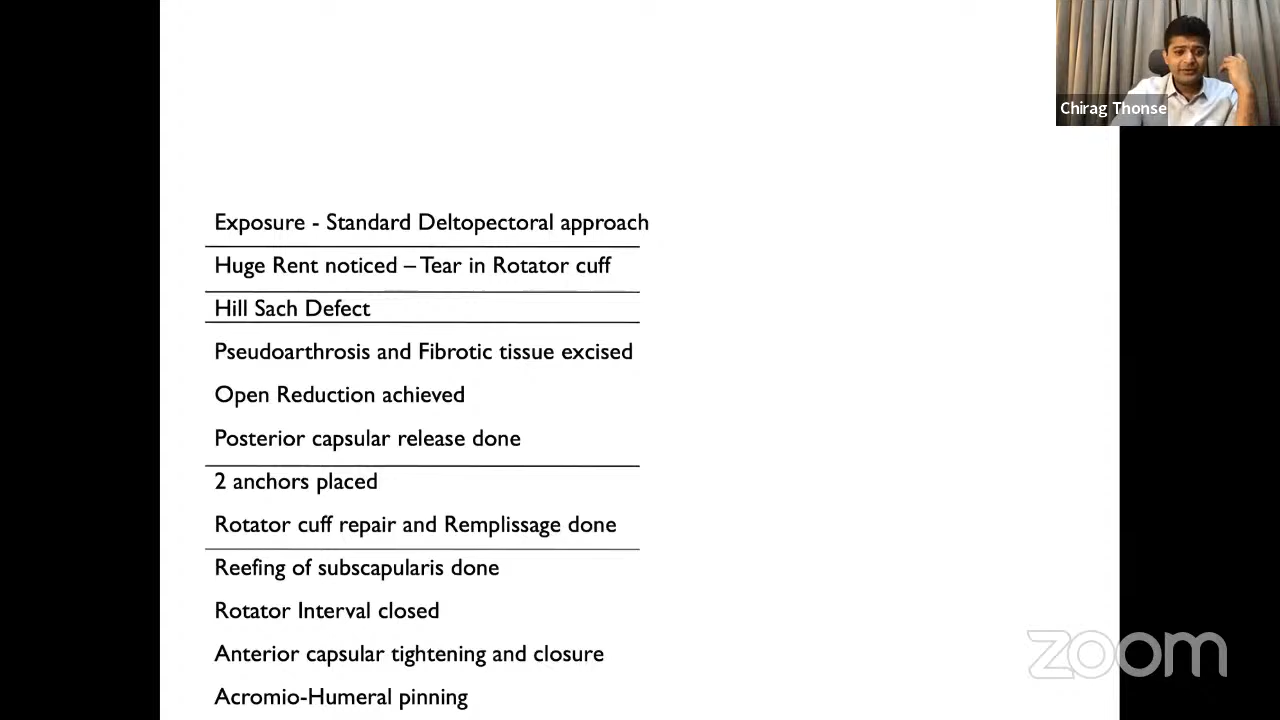 Chirag Thonse
Exposure - Standard Deltopectoral approach
Huge Rent noticed – Tear in Rotator cuff
Hill Sach Defect
Pseudoarthrosis and Fibrotic tissue excised
Open Reduction achieved
Posterior capsular release done
2 anchors placed
Rotator cuff repair and Remplissage done
Reefing of subscapularis done
Rotator Interval closed
Anterior capsular tightening and closure
Acromio-Humeral pinning
zoom